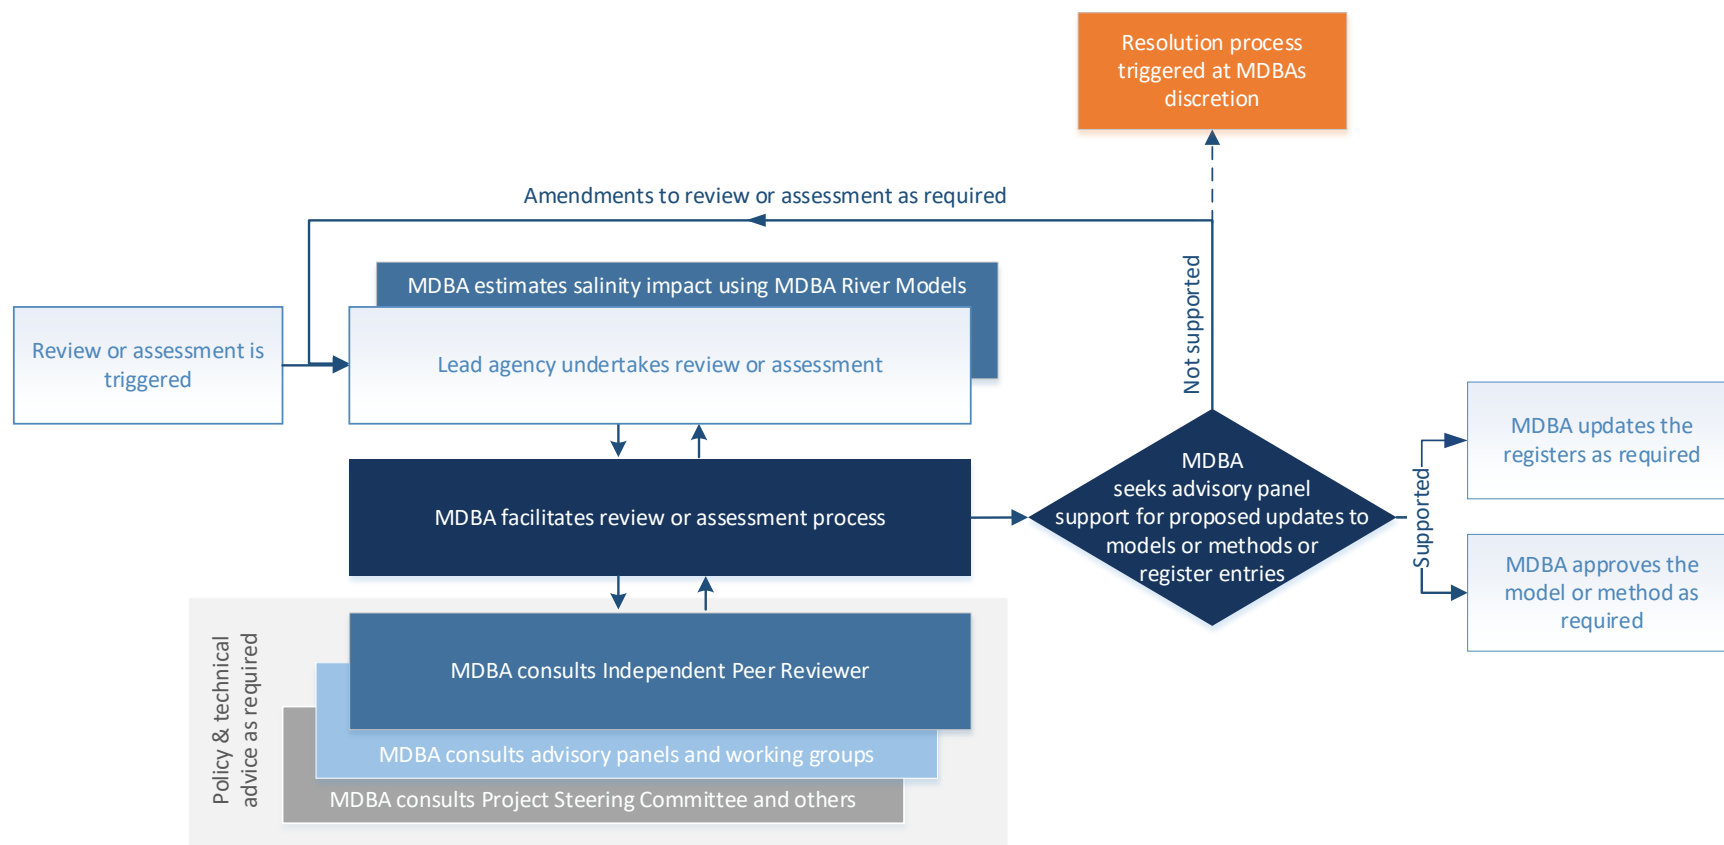 Resolution process
triggered at MDBAs
discretion
Amendments to review or assessment as required
MDBA estimates salinity impact using MDBA River Models
Review or assessment is
triggered
Lead agency undertakes review or assessment
Not supported
MDBA facilitates review or assessment process
MDBA
seeks advisory panel
support for proposed updates to
models or methods or
register entries
Supported
MDBA updates the
registers as required
MDBA approves the
model or method as
required
Policy & technical
advice as required
MDBA consults Independent Peer Reviewer
MDBA consults advisory panels and working groups
MDBA consults Project Steering Committee and others